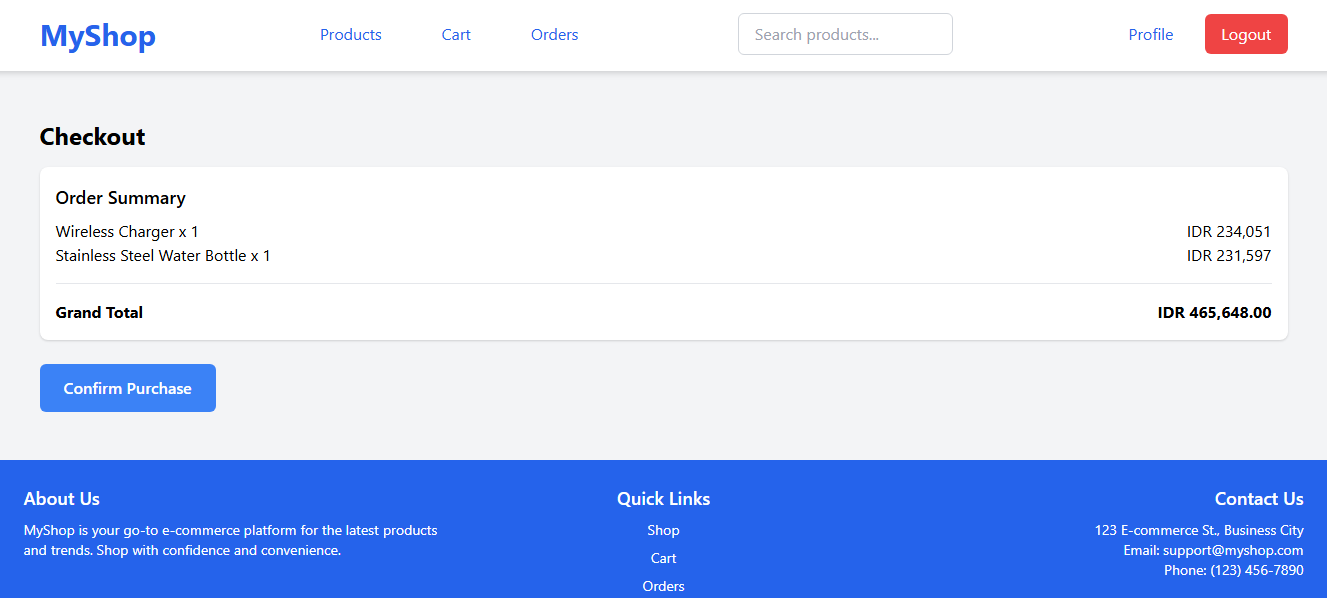 MyShop
Products
Cart
Orders
Search products...
Profile
Logout
Checkout
Order Summary
Wireless Charger x 1 IDR 234,051
Stainless Steel Water Bottle x 1 IDR 231,597
Grand Total IDR 465,648.00
Confirm Purchase
About Us
MyShop is your go-to e-commerce platform for the latest products
and trends. Shop with confidence and convenience.
Quick Links
Shop
Cart
Orders
Contact Us
123 E-commerce St., Business City
Email: support@myshop.com
Phone: (123) 456-7890